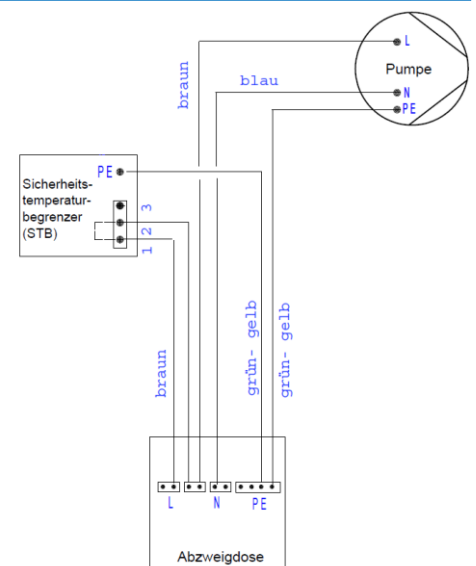 L
Pumpe
braun
blau
N
PE
PE
Sicherheits-
temperatur-
begrenzer
(STB)
3
2
1
braun
grün- gelb
grün- gelb
L
N
PE
Abzweigdose